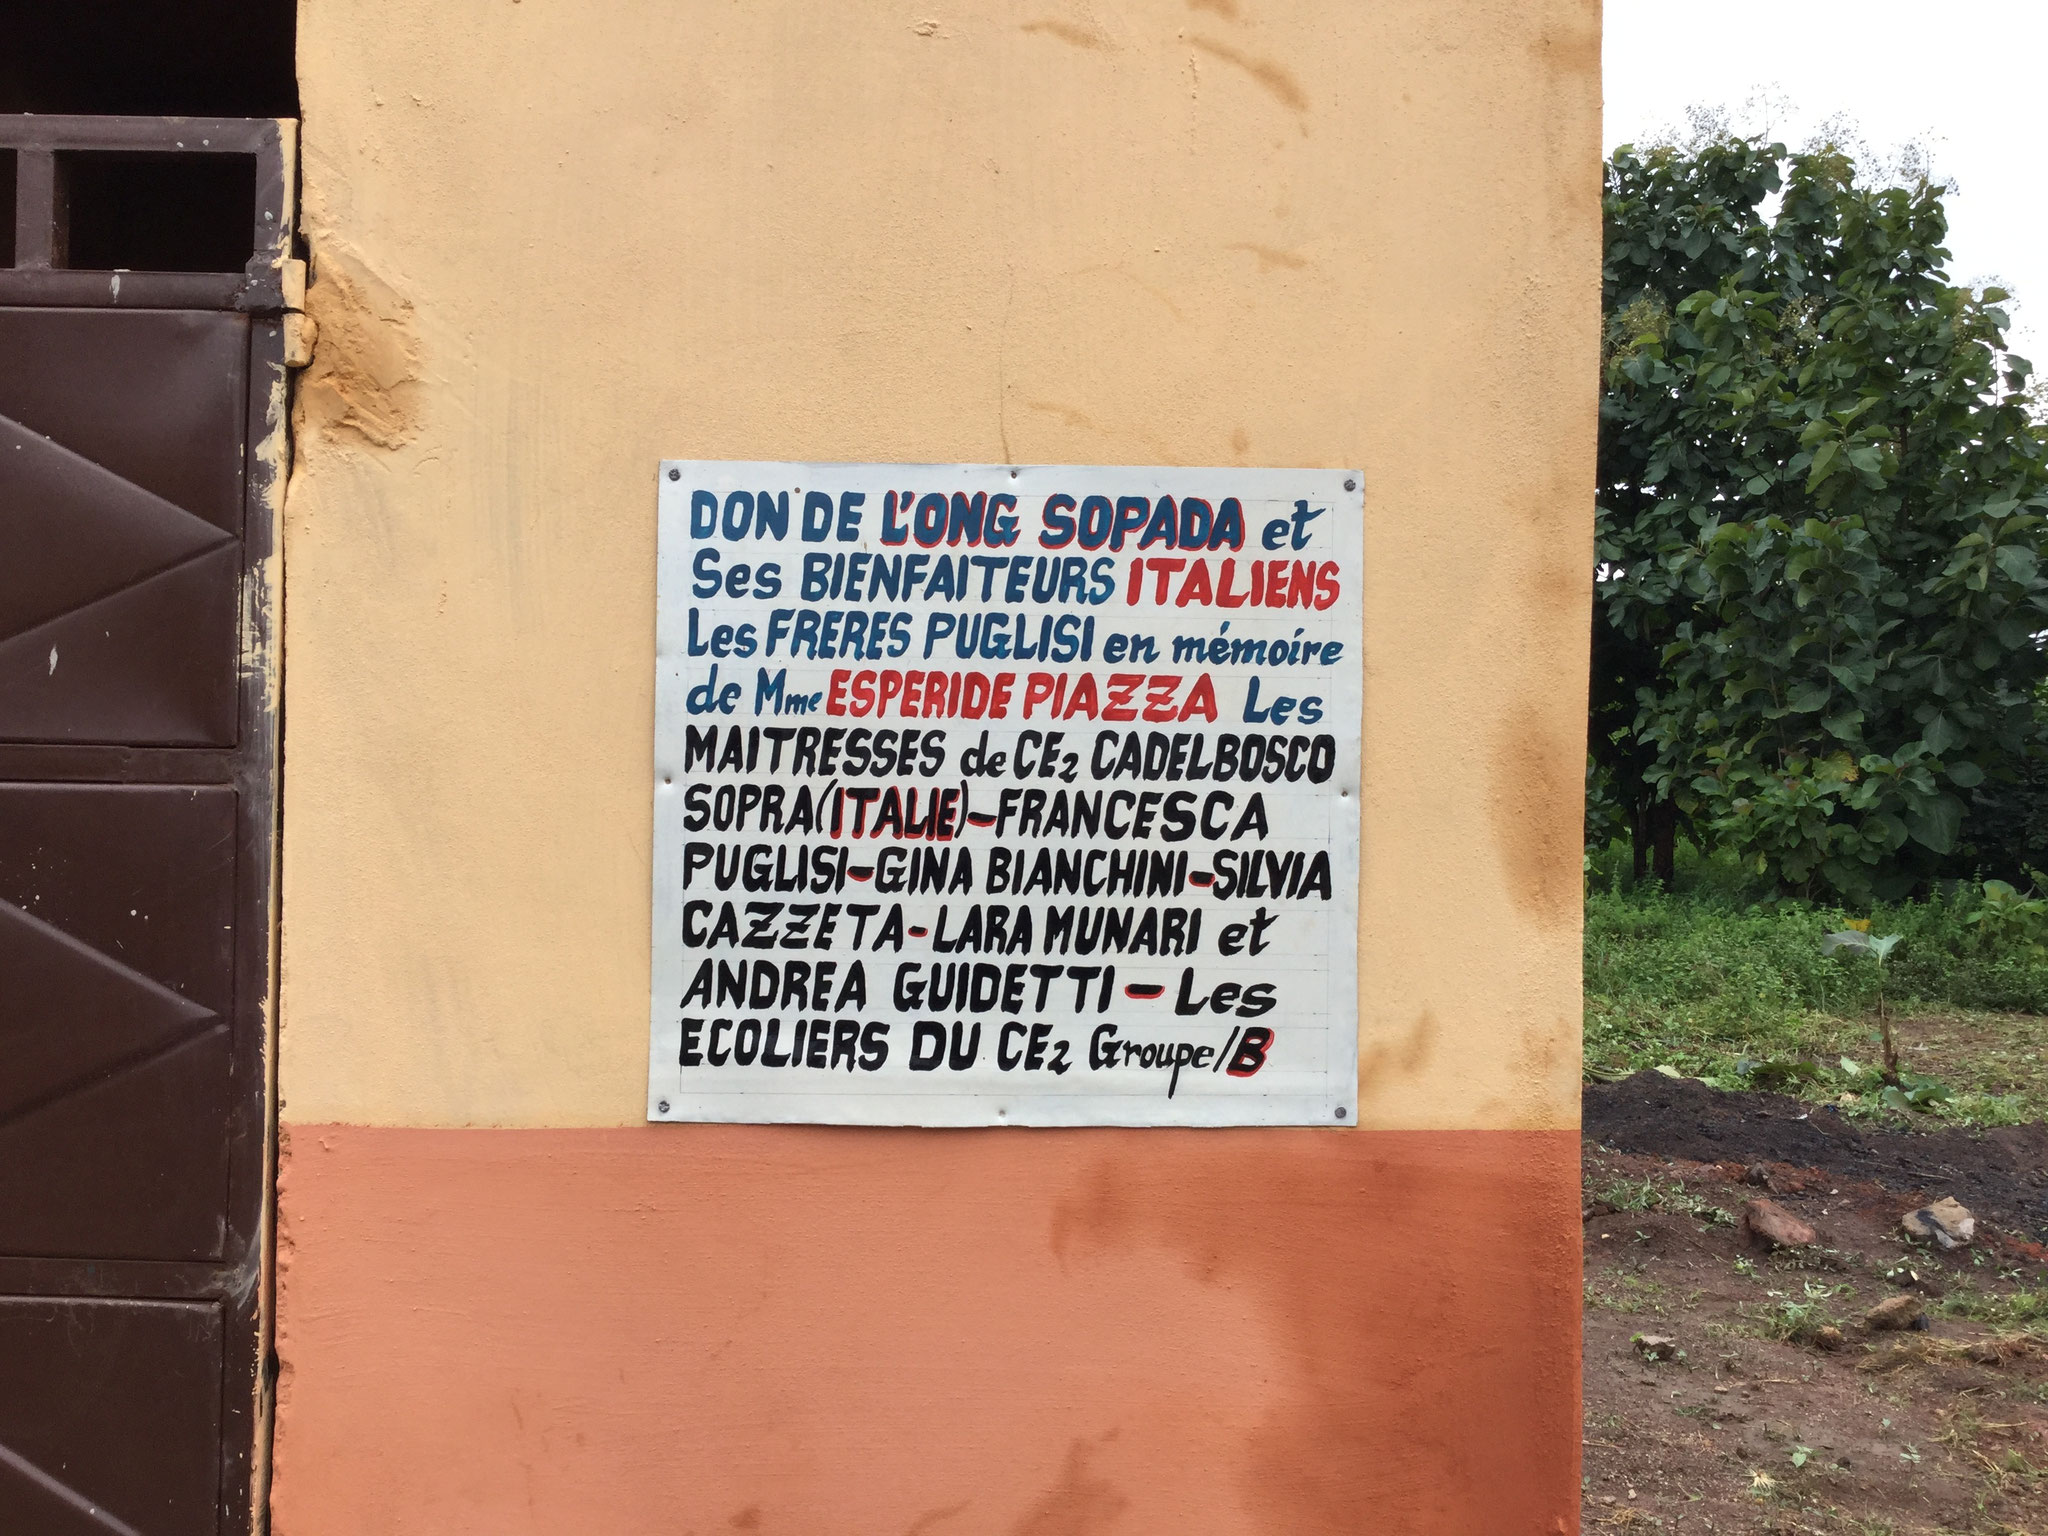 DON DE L'ONG SOPADA et
Ses BIENFAITEURS ITALIENS
Les FRERES PUGLISI en mémoire
de Mme ESPERIDE PIAZZA Les
MAITRESSES de CE2 CADELBOSCO
SOPRA(ITALIE)-FRANCESCA
PUGLISI-GINA BIANCHINI-SILVIA
CAZZETA-LARA MUNARI et
ANDREA GUIDETTI - Les
ECOLIERS DU CE2 Groupe/B